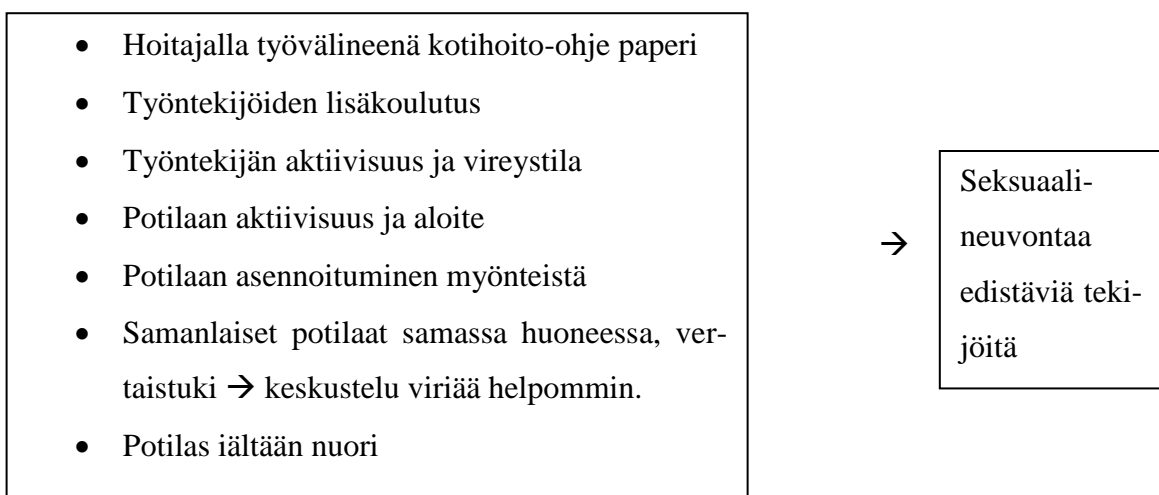 • Hoitajalla työvälineenä kotihoito-ohje paperi
• Työntekijöiden lisäkoulutus
• Työntekijän aktiivisuus ja vireystila
• Potilaan aktiivisuus ja aloite
• Potilaan asennoituminen myönteistä
• Samanlaiset potilaat samassa huoneessa, ver-
taistuki → keskustelu viriää helpommin.
• Potilas iältään nuori
→
Seksuaali-
neuvontaa
edistäviä teki-
jöitä